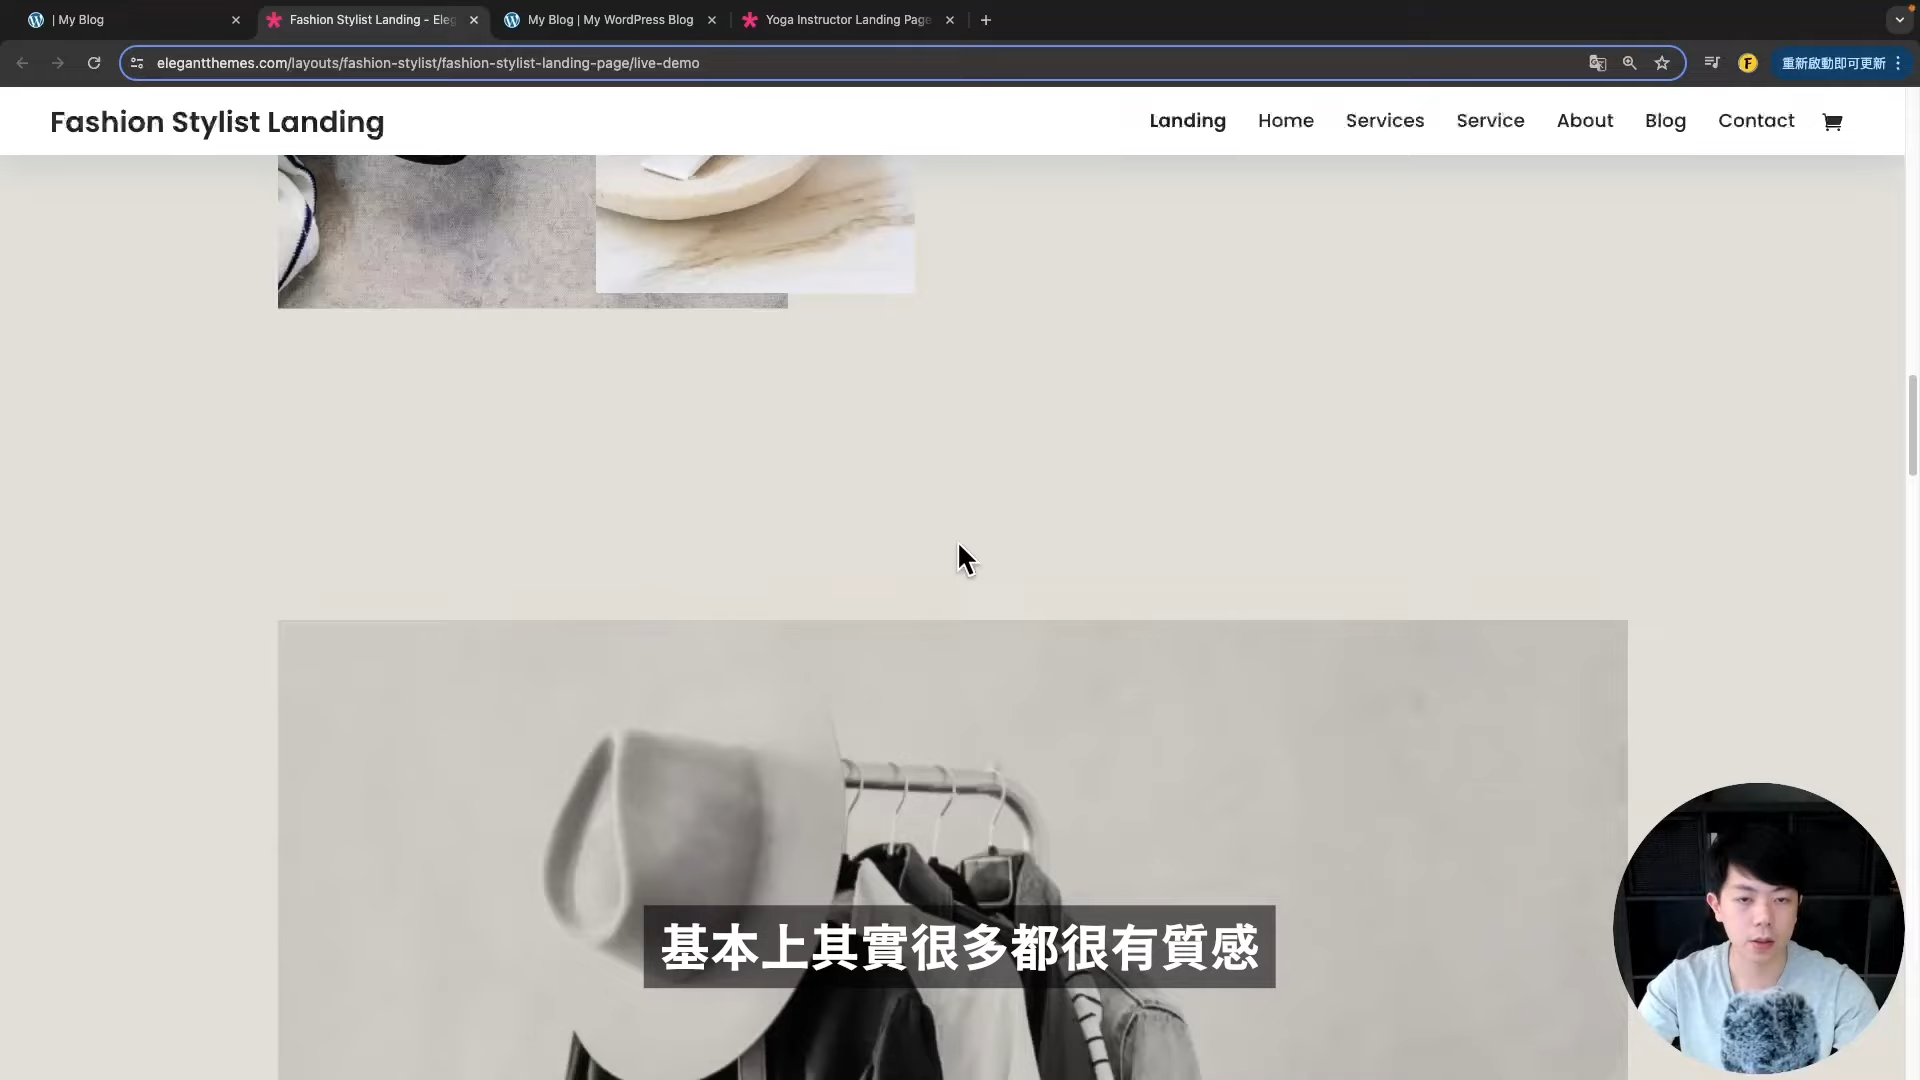 | My Blog
Fashion Stylist Landing - Eleg
My Blog | My WordPress Blog
Yoga Instructor Landing Page
elegantthemes.com/layouts/fashion-stylist/fashion-stylist-landing-page/live-demo
重新啟動即可更新
Fashion Stylist Landing
Landing
Home
Services
Service
About
Blog
Contact
基本上其實很多都很有質感